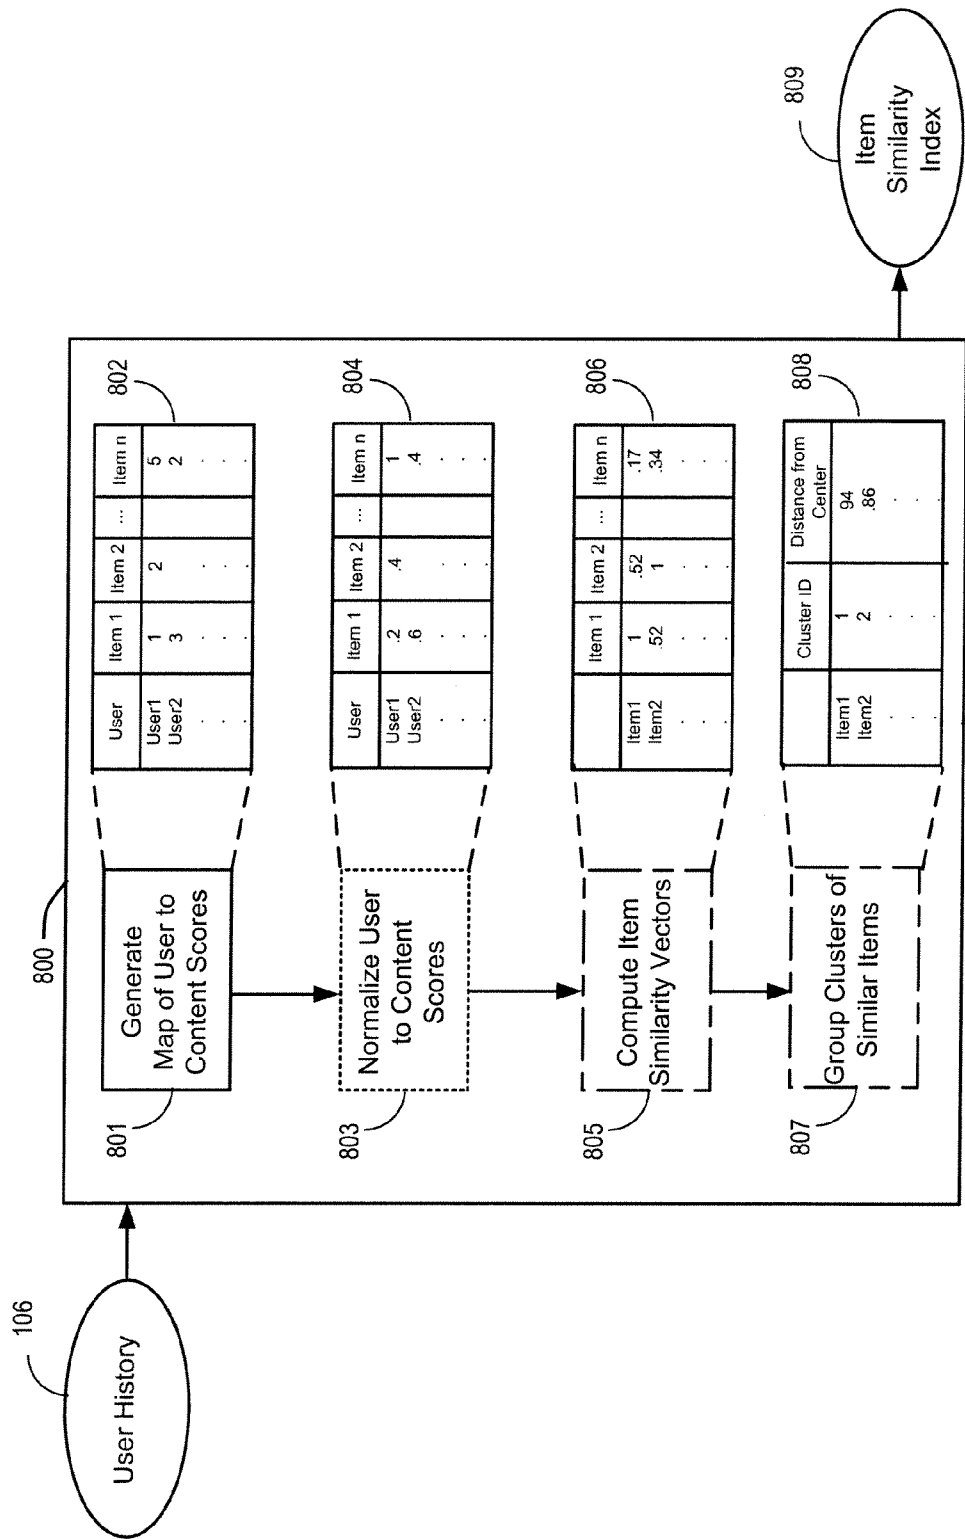 106
User History
800
801
Generate
Map of User to
Content Scores
802
User Item 1 Item 2 ... Item n
User1 1 2 5
User2 3 2
. . . .
. . . .
. . . .
803
Normalize User
to Content
Scores
804
User Item 1 Item 2 ... Item n
User1 .2 .4 1
User2 .6 .4
. . . .
. . . .
. . . .
805
Compute Item
Similarity Vectors
806
Item 1 Item 2 ... Item n
Item1 1 .52 .17
Item2 .52 1 .34
. . . .
. . . .
. . . .
807
Group Clusters of
Similar Items
808
Cluster ID Distance from
Center
Item1 1 94
Item2 2 .86
. . .
. . .
. . .
809
Item
Similarity
Index